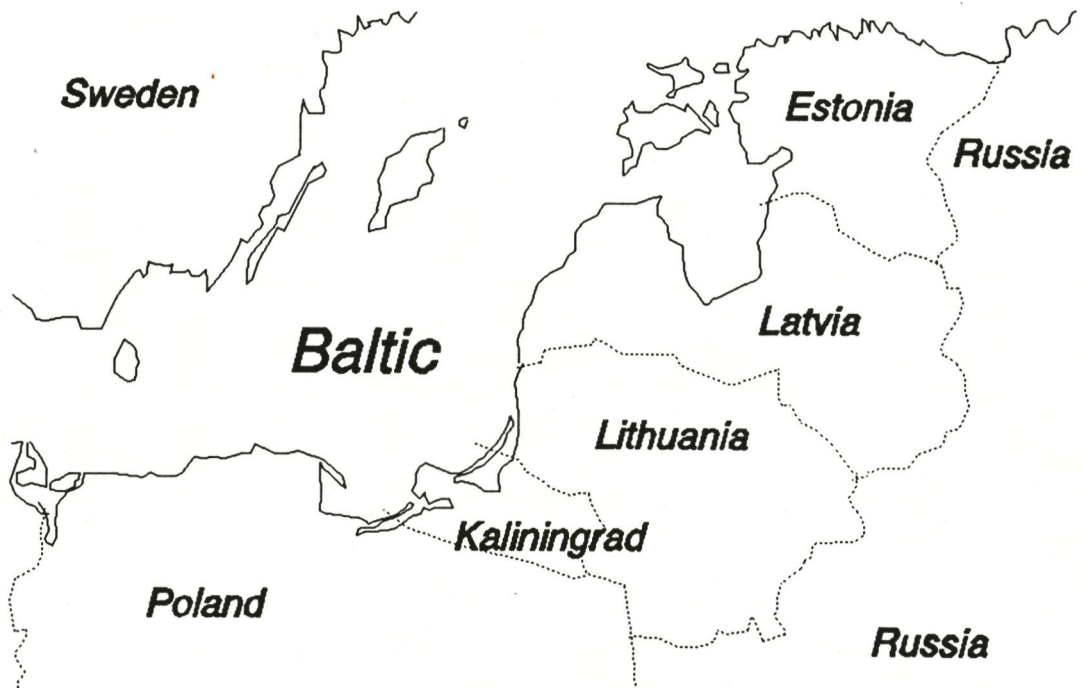 Sweden
Estonia
Russia
Latvia
Baltic
Lithuania
Kaliningrad
Poland
Russia